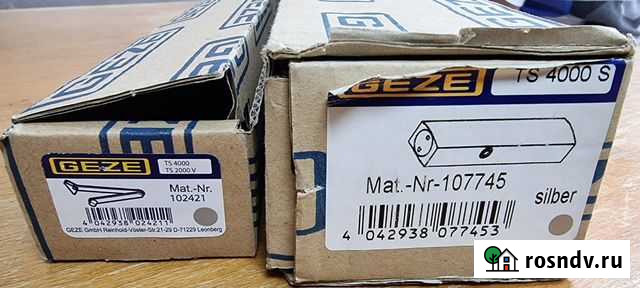 GEZE
TS 4000
TS 2000 V
Mat.-Nr.
102421
4 042938 024211
GEZE GmbH Reinhold-Vöster-Str.21-29 D-71229 Leonberg
GEZE
TS 4000 S
Mat.-Nr-107745
silber
4 042938 077453
rosndv.ru